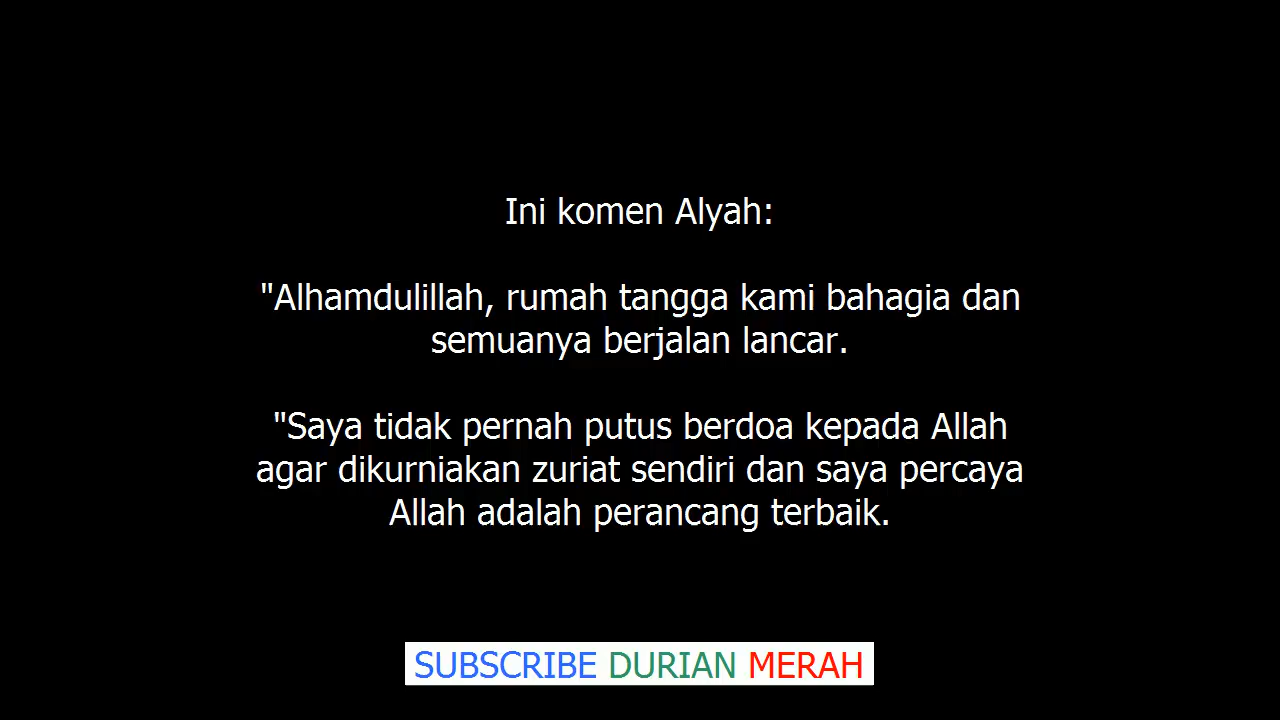 Ini komen Alyah:
"Alhamdulillah, rumah tangga kami bahagia dan
semuanya berjalan lancar.
"Saya tidak pernah putus berdoa kepada Allah
agar dikurniakan zuriat sendiri dan saya percaya
Allah adalah perancang terbaik.
SUBSCRIBE DURIAN MERAH